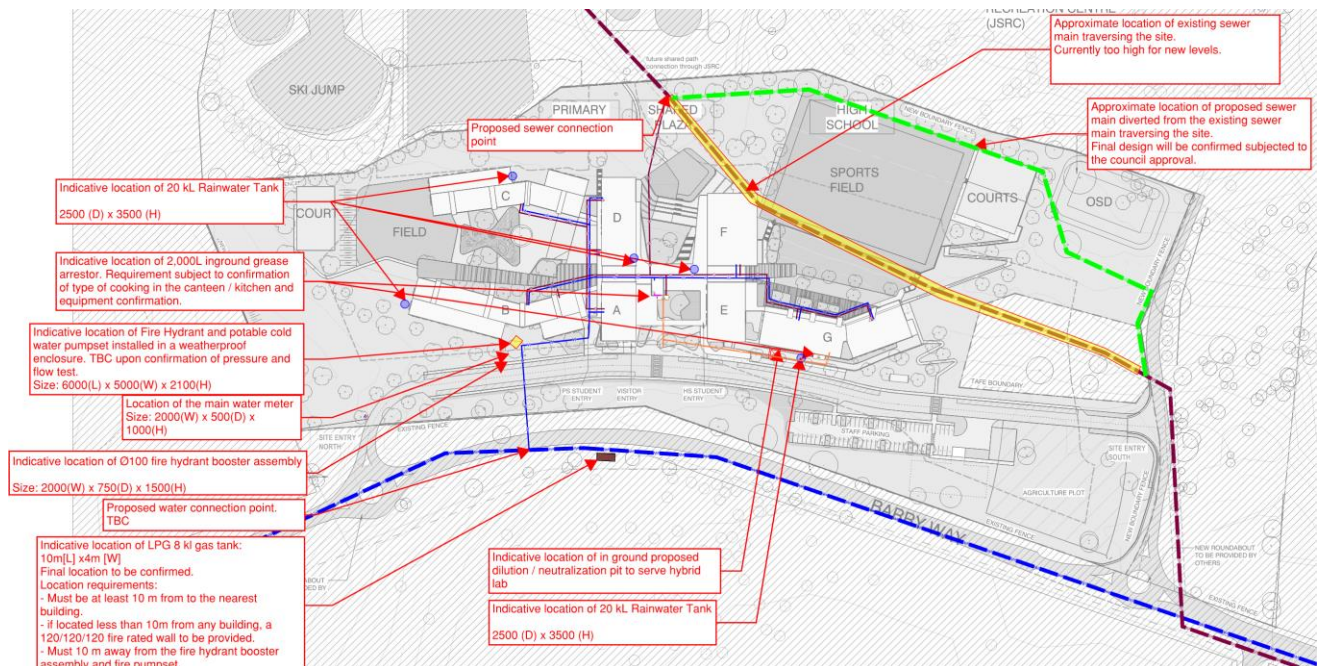 RECREATION CENTRE
(JSRC)
Approximate location of existing sewer
main traversing the site.
Currently too high for new levels.
future shared path
connection through JSRC
SKI JUMP
PRIMARY
SHARED
PLAZA
HIGH
SCHOOL
NEW BOUNDARY FENCE
Approximate location of proposed sewer
main diverted from the existing sewer
main traversing the site.
Final design will be confirmed subjected to
the council approval.
Proposed sewer connection
point
Indicative location of 20 kL Rainwater Tank
2500 (D) x 3500 (H)
SPORTS
FIELD
COURTS
OSD
COURT
FIELD
C
D
F
Indicative location of 2,000L inground grease
arrestor. Requirement subject to confirmation
of type of cooking in the canteen / kitchen and
equipment confirmation.
NEW BOUNDARY FENCE
B
A
E
G
Indicative location of Fire Hydrant and potable cold
water pumpset installed in a weatherproof
enclosure. TBC upon confirmation of pressure and
flow test.
Size: 6000(L) x 5000(W) x 2100(H)
TAFE BOUNDARY
PS STUDENT
ENTRY
VISITOR
ENTRY
HS STUDENT
ENTRY
Location of the main water meter
Size: 2000(W) x 500(D) x
1000(H)
EXISTING FENCE
SITE ENTRY
NORTH
STAFF PARKING
SITE ENTRY
SOUTH
Indicative location of Ø100 fire hydrant booster assembly
Size: 2000(W) x 750(D) x 1500(H)
AGRICULTURE PLOT
NEW BOUNDARY FENCE
Proposed water connection point.
TBC
BARRY WAY
EXISTING FENCE
Indicative location of LPG 8 kl gas tank:
10m[L] x4m [W]
Final location to be confirmed.
Location requirements:
- Must be at least 10 m from to the nearest
building.
- if located less than 10m from any building, a
120/120/120 fire rated wall to be provided.
- Must 10 m away from the fire hydrant booster
assembly and fire pumpset
Indicative location of in ground proposed
dilution / neutralization pit to serve hybrid
lab
NEW ROUNDABOUT
TO BE PROVIDED BY
OTHERS
Indicative location of 20 kL Rainwater Tank
2500 (D) x 3500 (H)
EXISTING FENCE